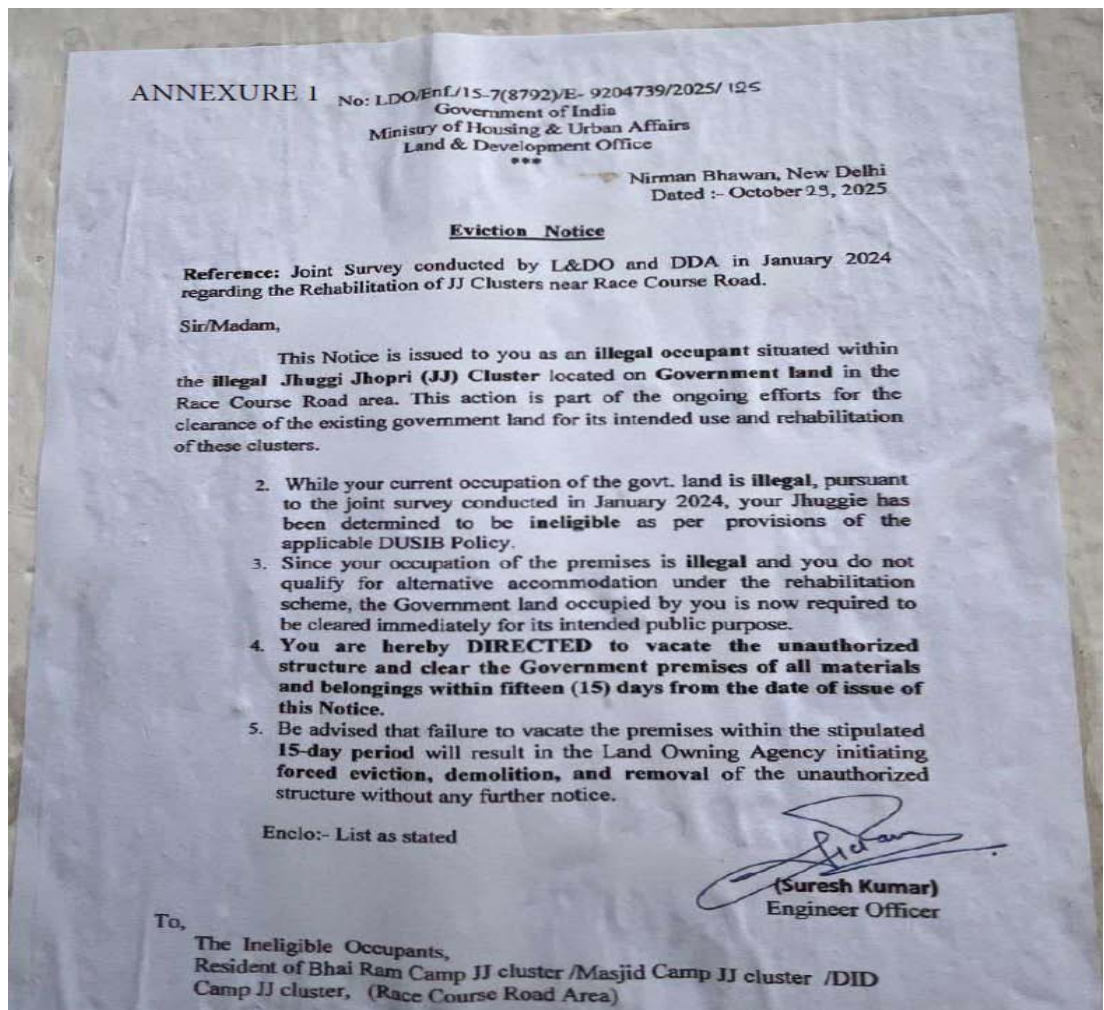 ANNEXURE 1 No: LDO/Enf./15-7(8792)/E- 9204739/2025/ 125
Government of India
Ministry of Housing & Urban Affairs
Land & Development Office
***
Nirman Bhawan, New Delhi
Dated :- October 29, 2025
Eviction Notice
Reference: Joint Survey conducted by L&DO and DDA in January 2024
regarding the Rehabilitation of JJ Clusters near Race Course Road.
Sir/Madam,
This Notice is issued to you as an illegal occupant situated within
the illegal Jhuggi Jhopri (JJ) Cluster located on Government land in the
Race Course Road area. This action is part of the ongoing efforts for the
clearance of the existing government land for its intended use and rehabilitation
of these clusters.
2. While your current occupation of the govt. land is illegal, pursuant
to the joint survey conducted in January 2024, your Jhuggie has
been determined to be ineligible as per provisions of the
applicable DUSIB Policy.
3. Since your occupation of the premises is illegal and you do not
qualify for alternative accommodation under the rehabilitation
scheme, the Government land occupied by you is now required to
be cleared immediately for its intended public purpose.
4. You are hereby DIRECTED to vacate the unauthorized
structure and clear the Government premises of all materials
and belongings within fifteen (15) days from the date of issue of
this Notice.
5. Be advised that failure to vacate the premises within the stipulated
15-day period will result in the Land Owning Agency initiating
forced eviction, demolition, and removal of the unauthorized
structure without any further notice.
Enclo:- List as stated
(Suresh Kumar)
Engineer Officer
To,
The Ineligible Occupants,
Resident of Bhai Ram Camp JJ cluster /Masjid Camp JJ cluster /DID
Camp JJ cluster, (Race Course Road Area)